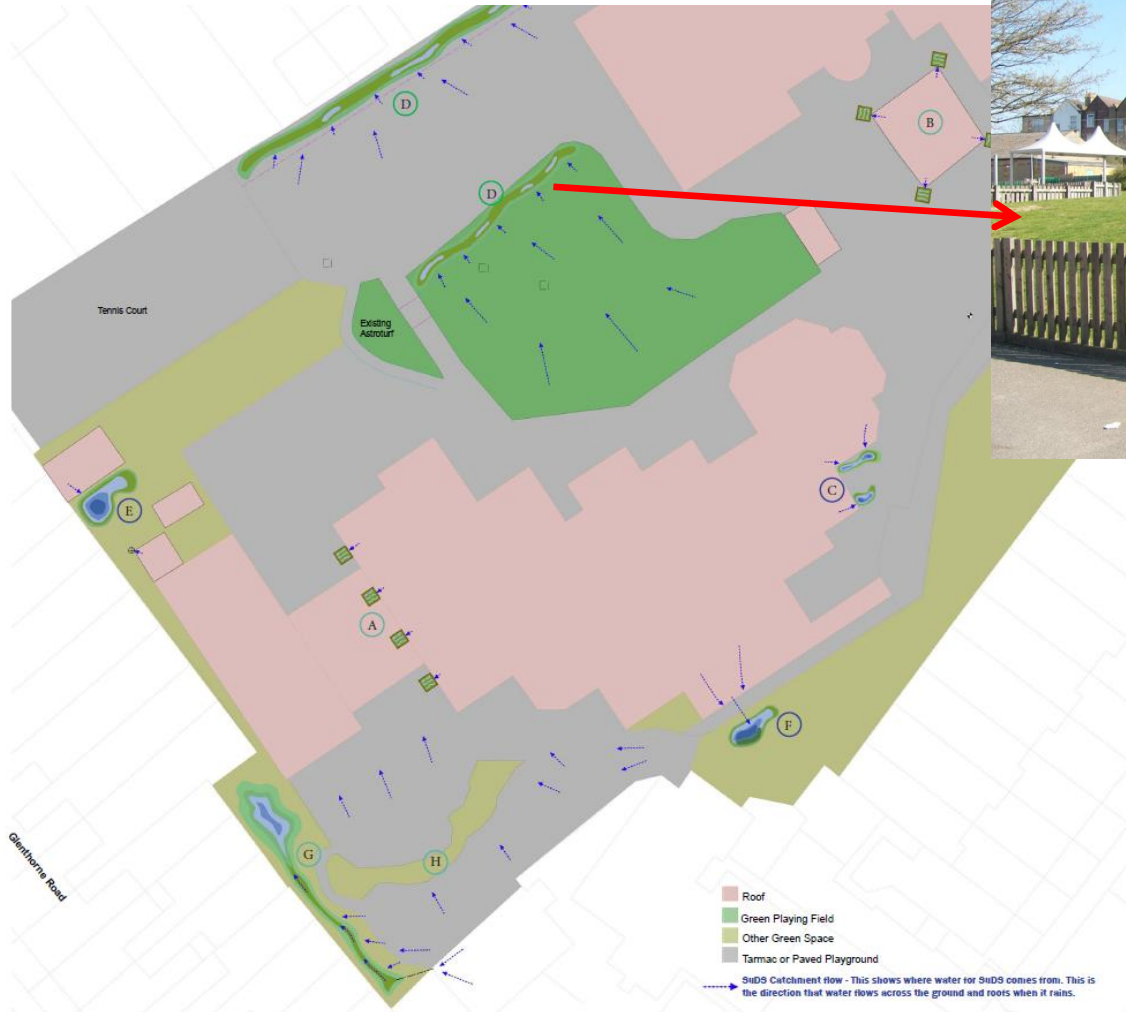 D
B
D
Tennis Court
Existing
Astroturf
C
E
A
F
G
H
Glenthorne Road
Roof
Green Playing Field
Other Green Space
Tarmac or Paved Playground
SuDS Catchment flow - This shows where water for SuDS comes from. This is
the direction that water flows across the ground and roofs when it rains.